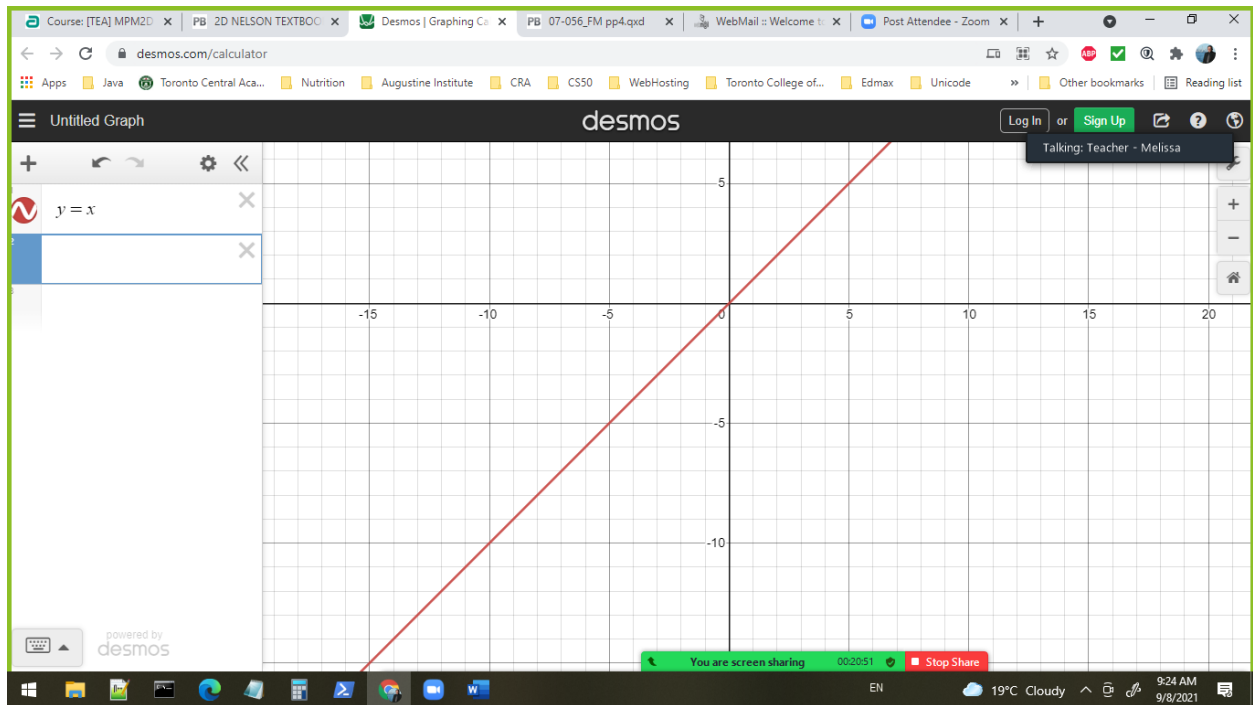 Course: [TEA] MPM2D
PB 2D NELSON TEXTBOO
Desmos | Graphing Ca
PB 07-056_FM pp4.qxd
WebMail :: Welcome to
Post Attendee - Zoom
desmos.com/calculator
ABP
Apps Java Toronto Central Aca... Nutrition Augustine Institute CRA CS50 WebHosting Toronto College of... Edmax Unicode » Other bookmarks Reading list
Untitled Graph
desmos
Log In or Sign Up
Talking: Teacher - Melissa
y = x
5
-15 -10 -5 0 5 10 15 20
-5
-10
powered by
desmos
You are screen sharing 00:20:51 Stop Share
EN
19°C Cloudy
9:24 AM
9/8/2021